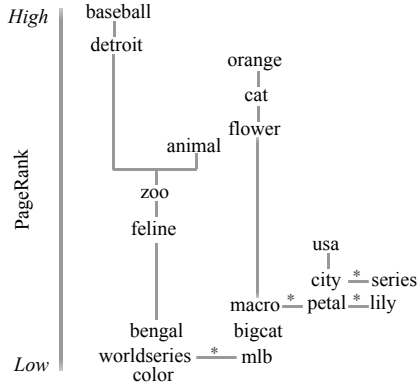 High baseball
detroit
orange
cat
flower
animal
PageRank
zoo
feline
usa
city * series
macro * petal * lily
bengal bigcat
Low worldseries * mlb
color